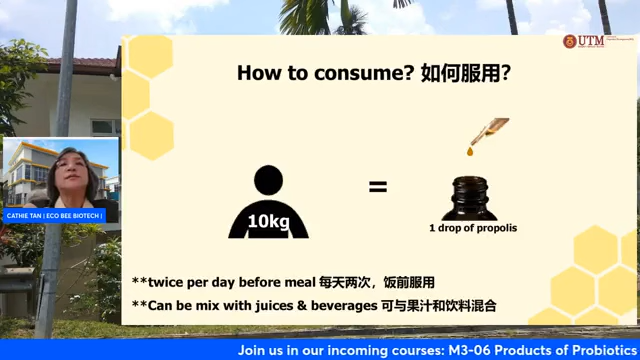 UTM
How to consume? 如何服用?
10kg
=
1 drop of propolis
CATHIE TAN | ECO BEE BIOTECH |
**twice per day before meal 每天两次，饭前服用
**Can be mix with juices & beverages 可与果汁和饮料混合
Join us in our incoming courses: M3-06 Products of Probiotics